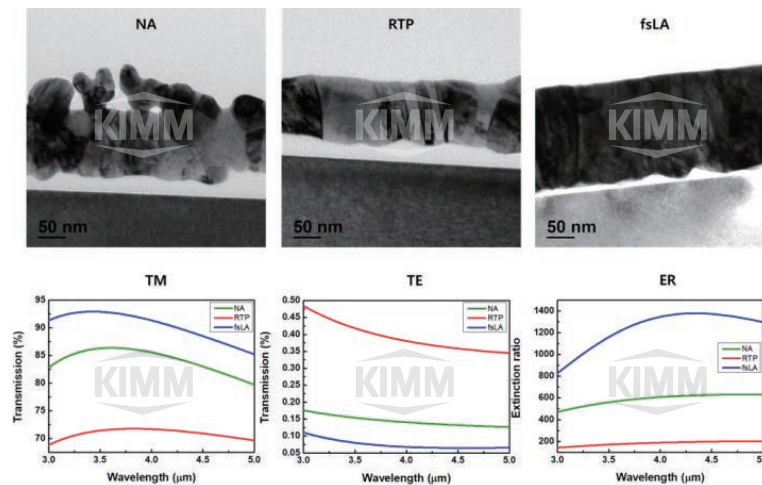 NA
RTP
fsLA
KIMM
KIMM
KIMM
50 nm
50 nm
50 nm
TM
TE
ER
Transmission (%)
95
90
85
80
75
70
NA
RTP
fsLA
KIMM
3.0
3.5
4.0
4.5
5.0
Wavelength (μm)
Transmission (%)
0.50
0.45
0.40
0.35
0.30
0.25
0.20
0.15
0.10
0.05
NA
RTP
fsLA
KIMM
3.0
3.5
4.0
4.5
5.0
Wavelength (μm)
Extinction ratio
1400
1200
1000
800
600
400
200
NA
RTP
fsLA
KIMM
3.0
3.5
4.0
4.5
5.0
Wavelength (μm)